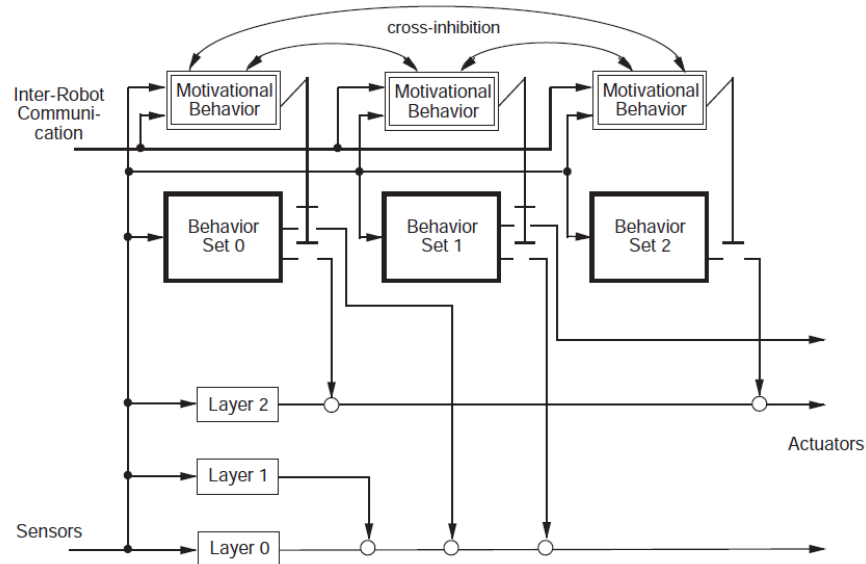 cross-inhibition
Inter-Robot
Communi-
cation
Motivational
Behavior
Motivational
Behavior
Motivational
Behavior
Behavior
Set 0
Behavior
Set 1
Behavior
Set 2
Layer 2
Actuators
Layer 1
Sensors
Layer 0